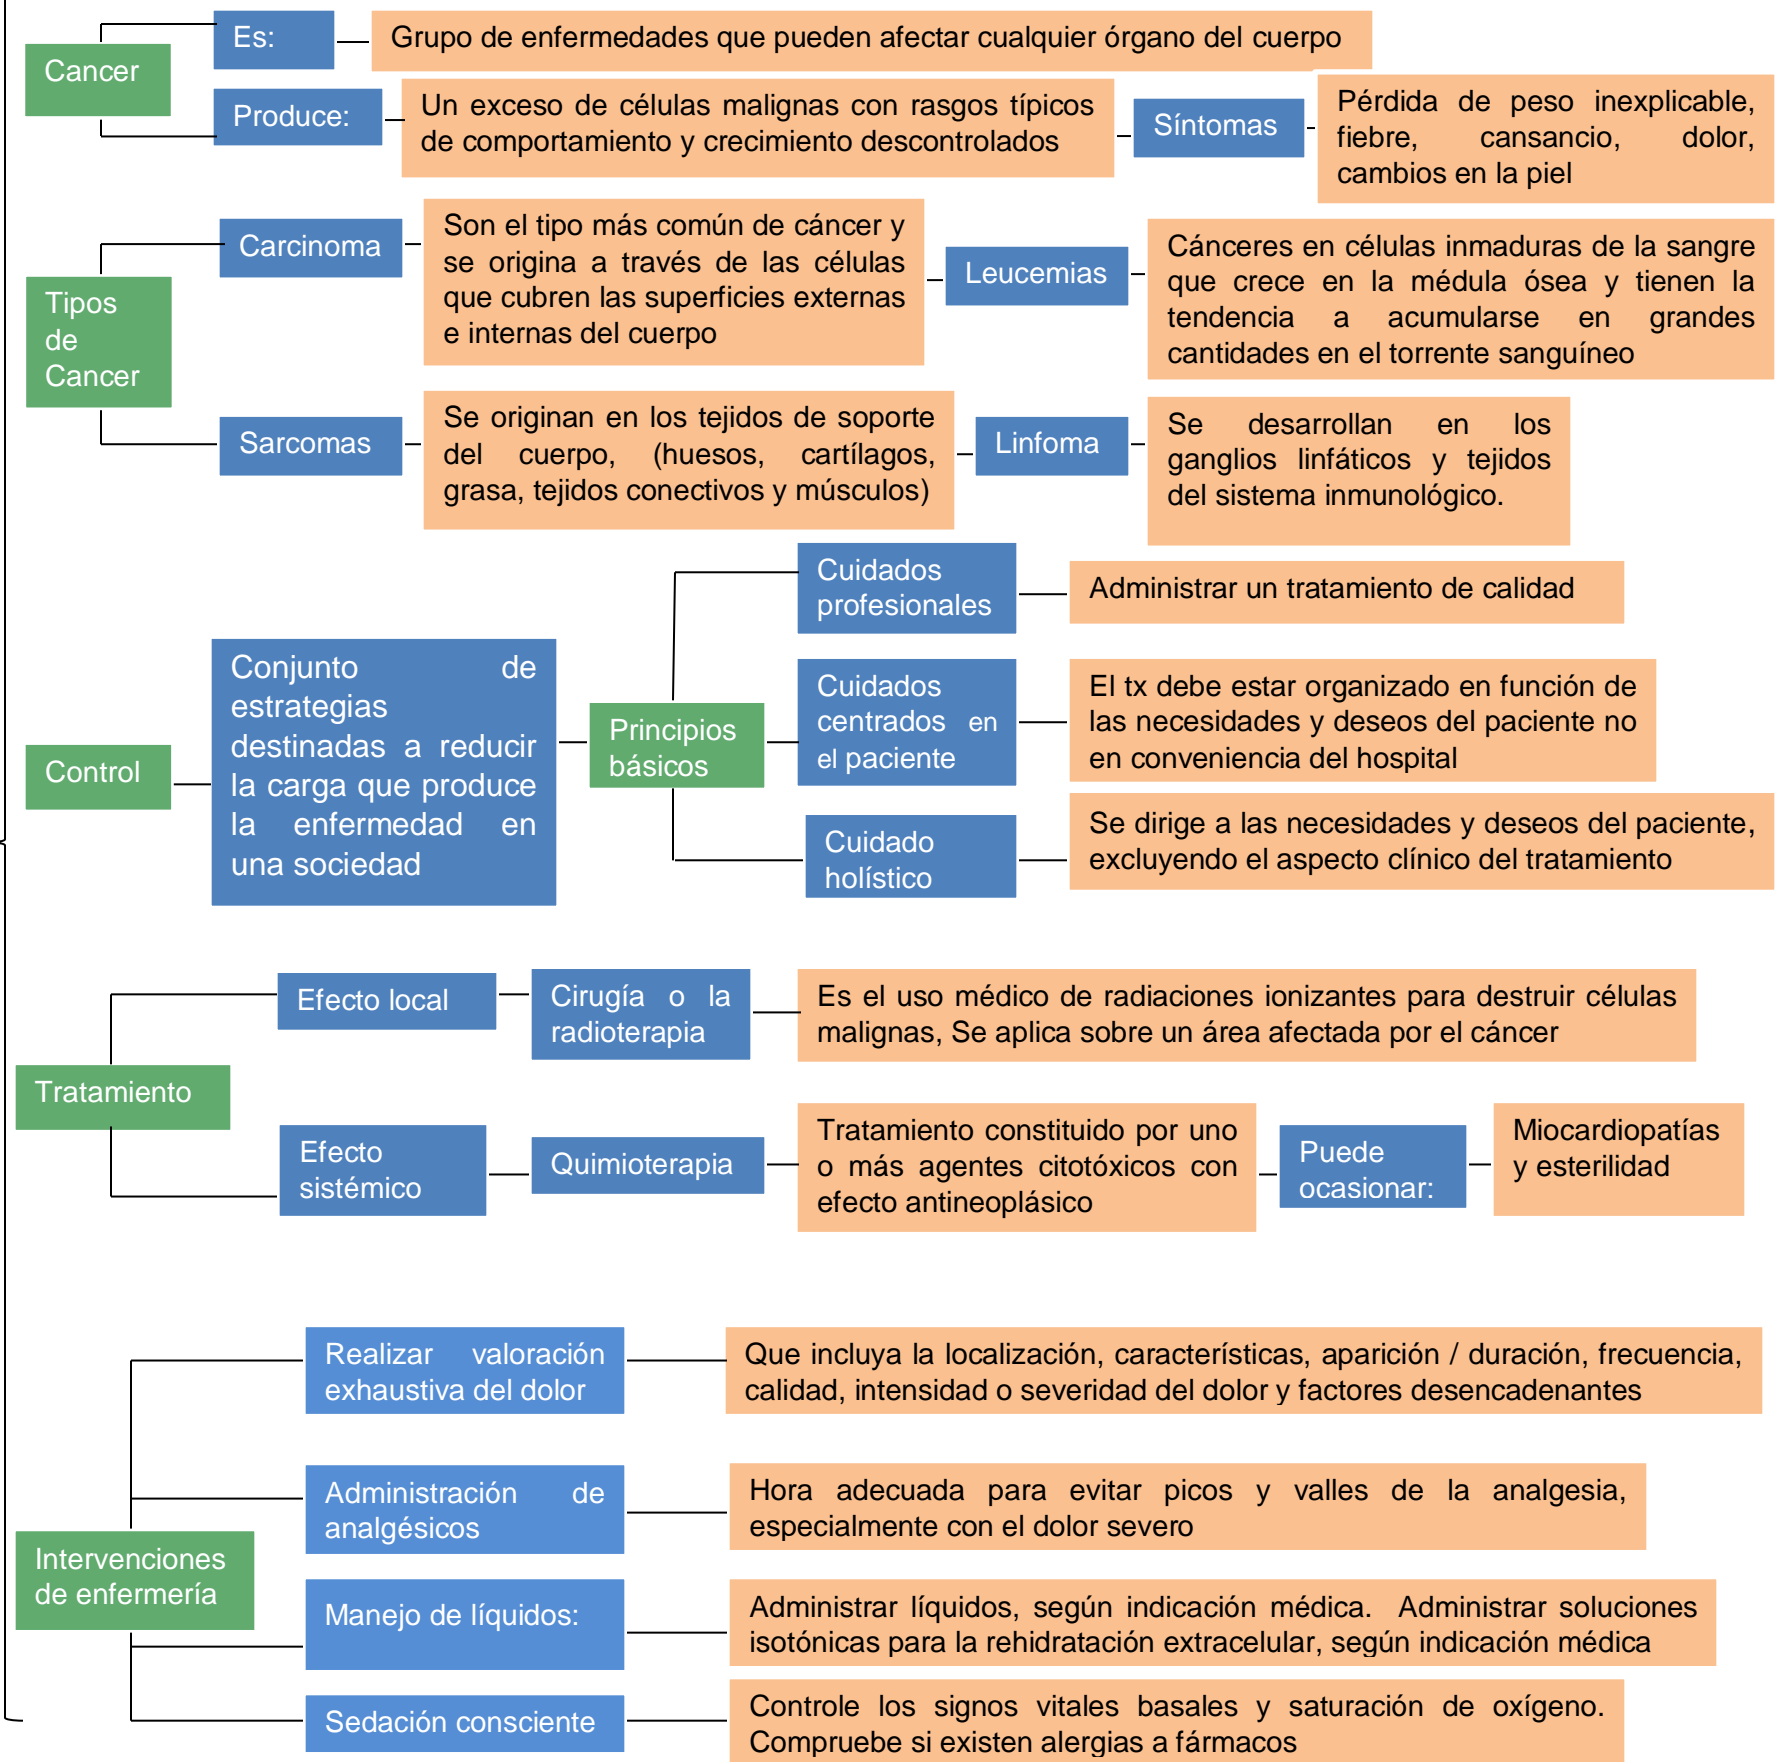 Cancer
Es:
Grupo de enfermedades que pueden afectar cualquier órgano del cuerpo
Produce:
Un exceso de células malignas con rasgos típicos
de comportamiento y crecimiento descontrolados
Síntomas
Pérdida de peso inexplicable,
fiebre, cansancio, dolor,
cambios en la piel
Tipos
de
Cancer
Carcinoma
Son el tipo más común de cáncer y
se origina a través de las células
que cubren las superficies externas
e internas del cuerpo
Leucemias
Cánceres en células inmaduras de la sangre
que crece en la médula ósea y tienen la
tendencia a acumularse en grandes
cantidades en el torrente sanguíneo
Sarcomas
Se originan en los tejidos de soporte
del cuerpo, (huesos, cartílagos,
grasa, tejidos conectivos y músculos)
Linfoma
Se desarrollan en los
ganglios linfáticos y tejidos
del sistema inmunológico.
Control
Conjunto de
estrategias
destinadas a reducir
la carga que produce
la enfermedad en
una sociedad
Principios
básicos
Cuidados
profesionales
Administrar un tratamiento de calidad
Cuidados
centrados en
el paciente
El tx debe estar organizado en función de
las necesidades y deseos del paciente no
en conveniencia del hospital
Cuidado
holístico
Se dirige a las necesidades y deseos del paciente,
excluyendo el aspecto clínico del tratamiento
Tratamiento
Efecto local
Cirugía o la
radioterapia
Es el uso médico de radiaciones ionizantes para destruir células
malignas, Se aplica sobre un área afectada por el cáncer
Efecto
sistémico
Quimioterapia
Tratamiento constituido por uno
o más agentes citotóxicos con
efecto antineoplásico
Puede
ocasionar:
Miocardiopatías
y esterilidad
Intervenciones
de enfermería
Realizar valoración
exhaustiva del dolor
Que incluya la localización, características, aparición / duración, frecuencia,
calidad, intensidad o severidad del dolor y factores desencadenantes
Administración de
analgésicos
Hora adecuada para evitar picos y valles de la analgesia,
especialmente con el dolor severo
Manejo de líquidos:
Administrar líquidos, según indicación médica. Administrar soluciones
isotónicas para la rehidratación extracelular, según indicación médica
Sedación consciente
Controle los signos vitales basales y saturación de oxígeno.
Compruebe si existen alergias a fármacos